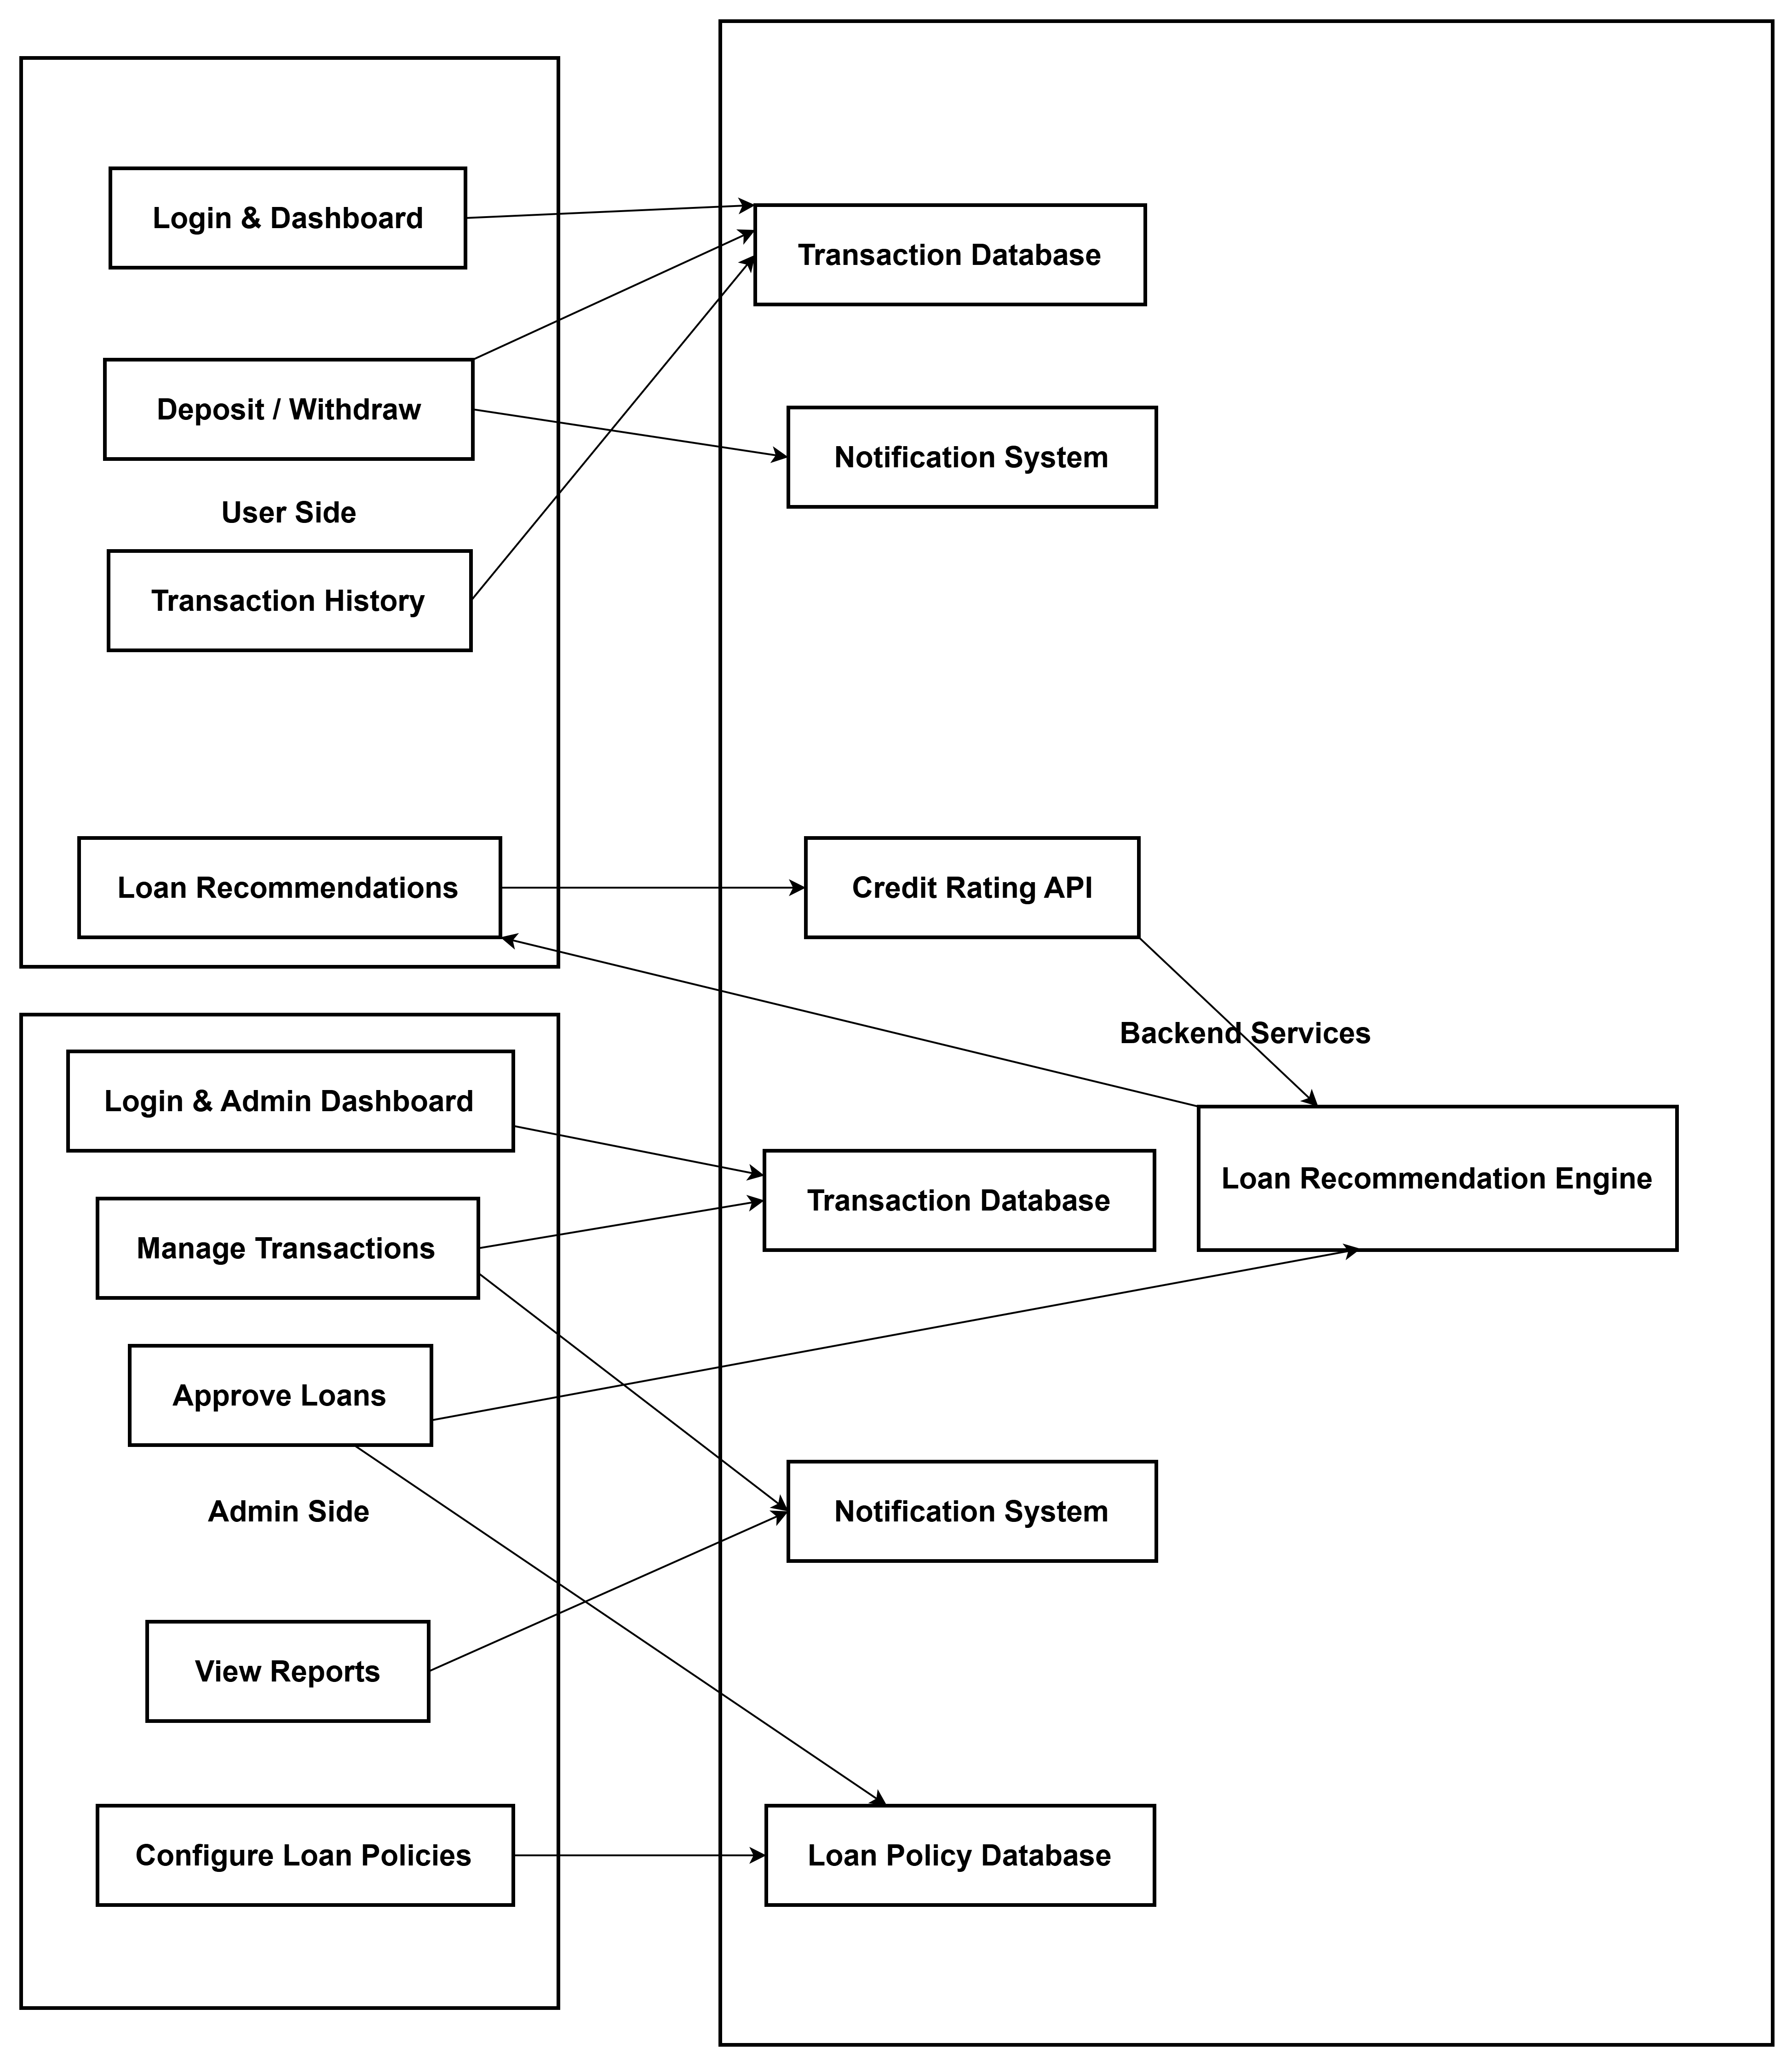 Login & Dashboard
Deposit / Withdraw
User Side
Transaction History
Loan Recommendations
Login & Admin Dashboard
Manage Transactions
Approve Loans
Admin Side
View Reports
Configure Loan Policies
Transaction Database
Notification System
Credit Rating API
Backend Services
Loan Recommendation Engine
Transaction Database
Notification System
Loan Policy Database